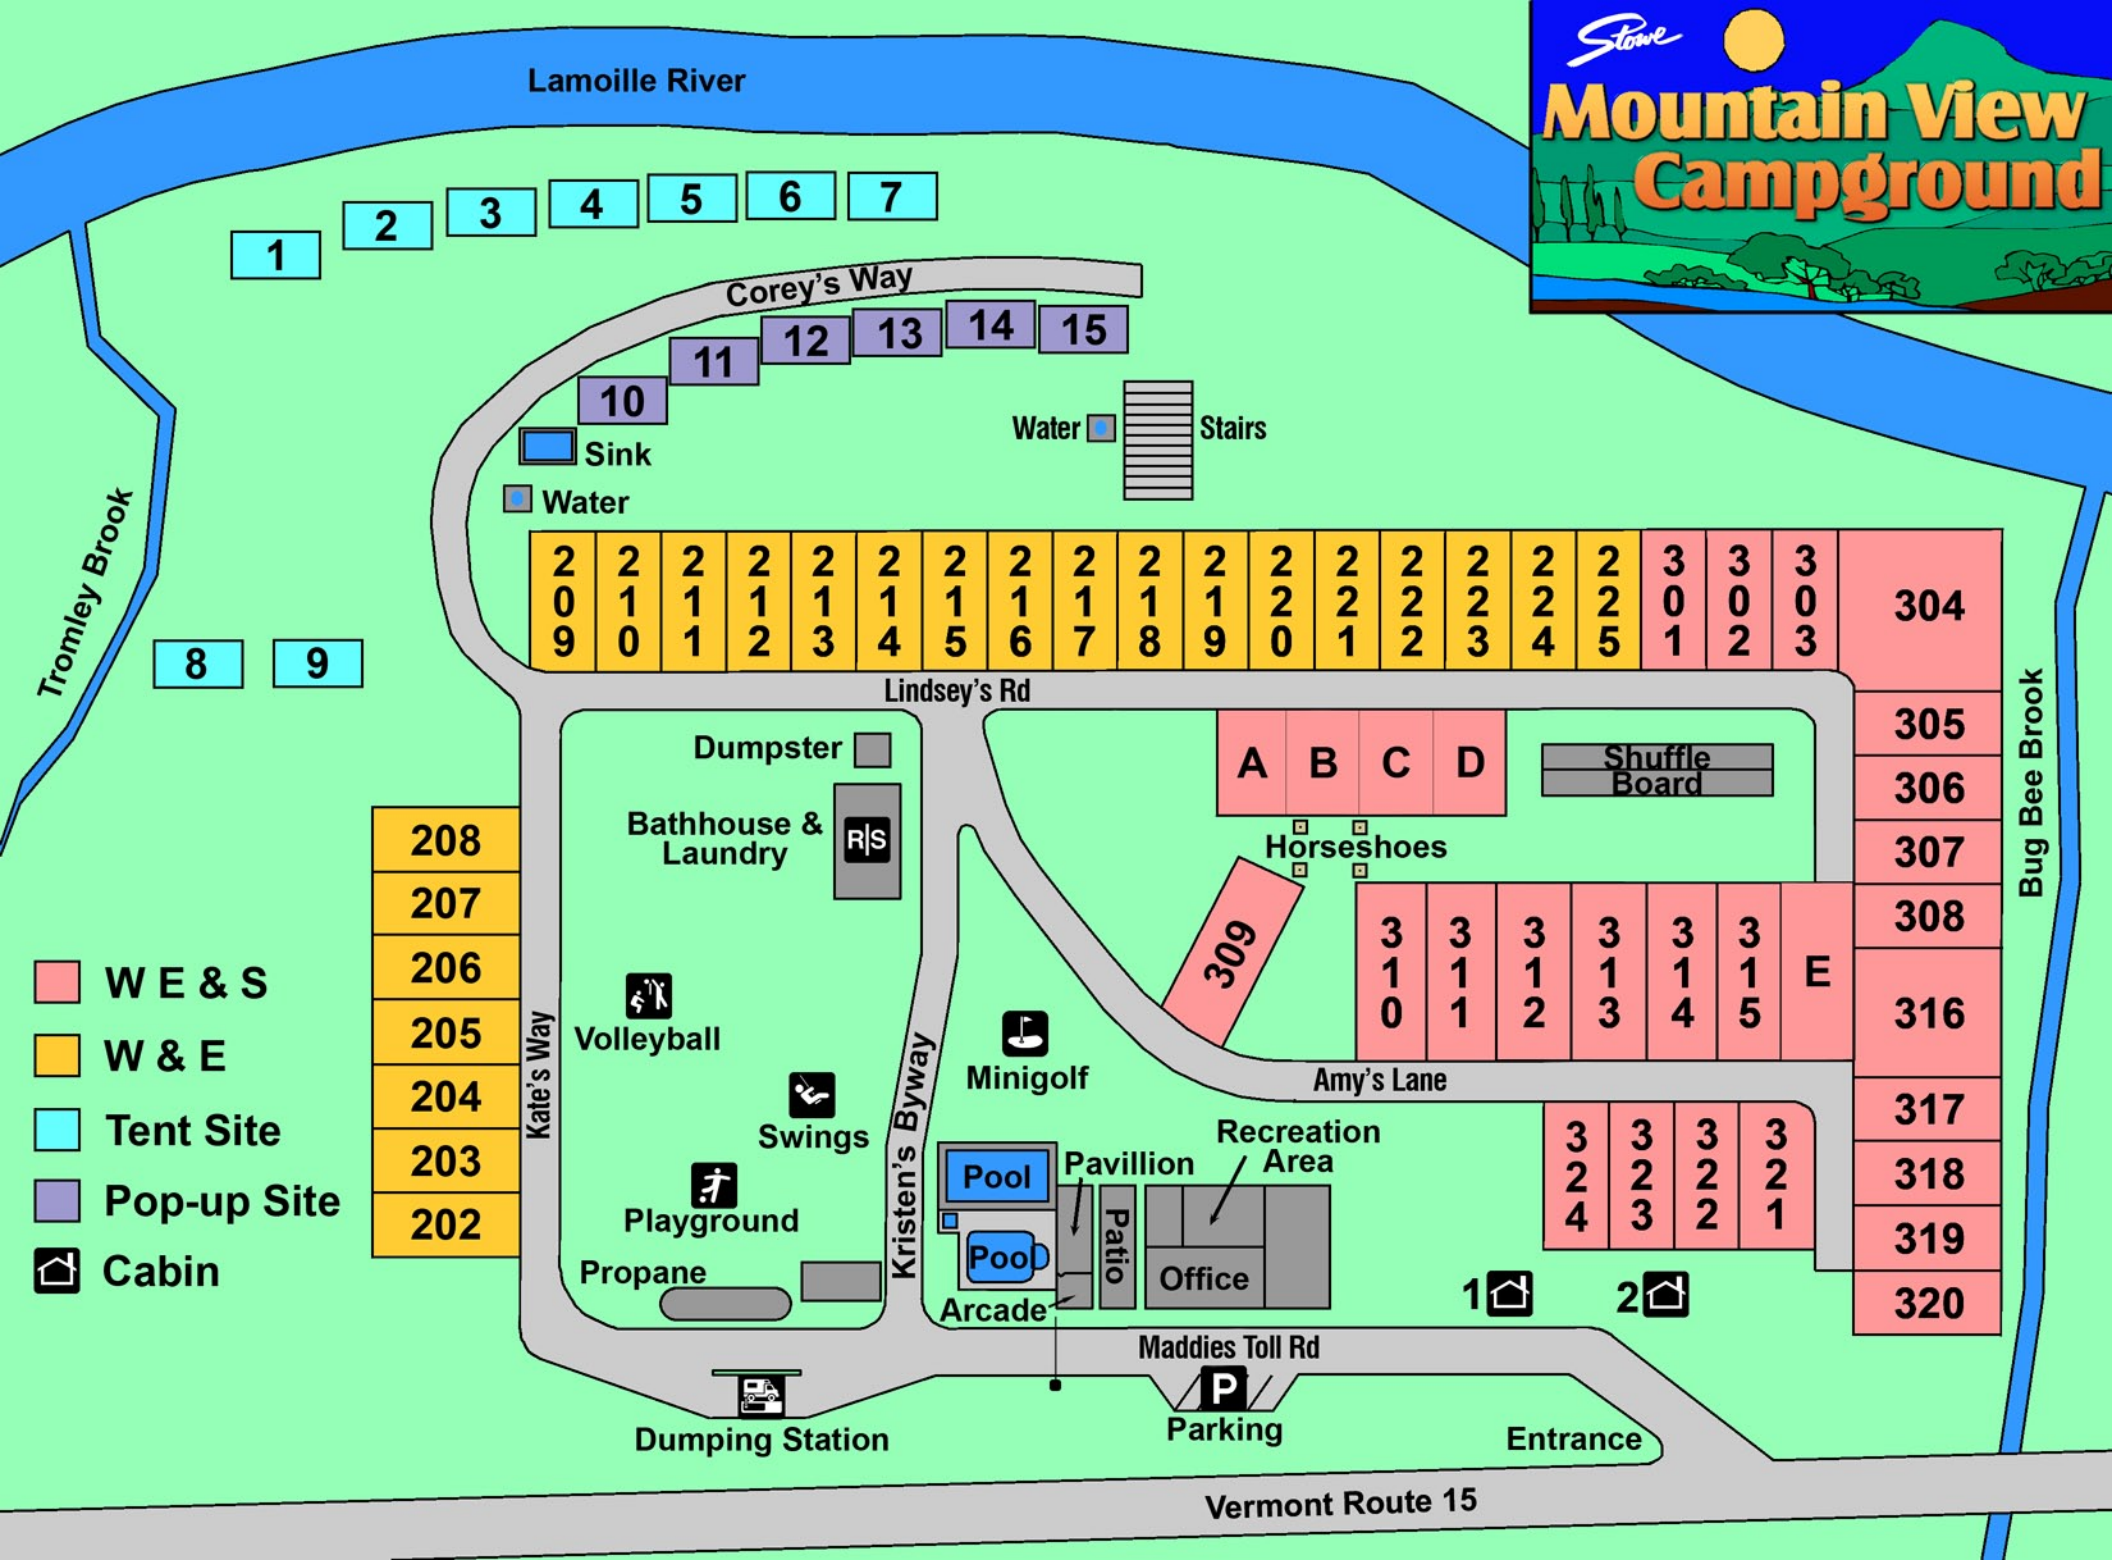 Stowe
Mountain View
Campground
Lamoille River
1
2
3
4
5
6
7
Corey's Way
10
11
12
13
14
15
Sink
Water
Water
Stairs
Tromley Brook
8
9
209
210
211
212
213
214
215
216
217
218
219
220
221
222
223
224
225
301
302
303
304
Lindsey's Rd
305
306
307
308
316
317
318
319
320
Bug Bee Brook
Dumpster
Bathhouse &
Laundry
R|S
A
B
C
D
Shuffle
Board
Horseshoes
309
310
311
312
313
314
315
E
208
207
206
205
204
203
202
Kate's Way
Volleyball
Swings
Playground
Propane
Kristen's Byway
Minigolf
Amy's Lane
324
323
322
321
Recreation
Area
Pavillion
Pool
Pool
Patio
Office
Arcade
1
2
W E & S
W & E
Tent Site
Pop-up Site
Cabin
Maddies Toll Rd
P
Parking
Dumping Station
Entrance
Vermont Route 15